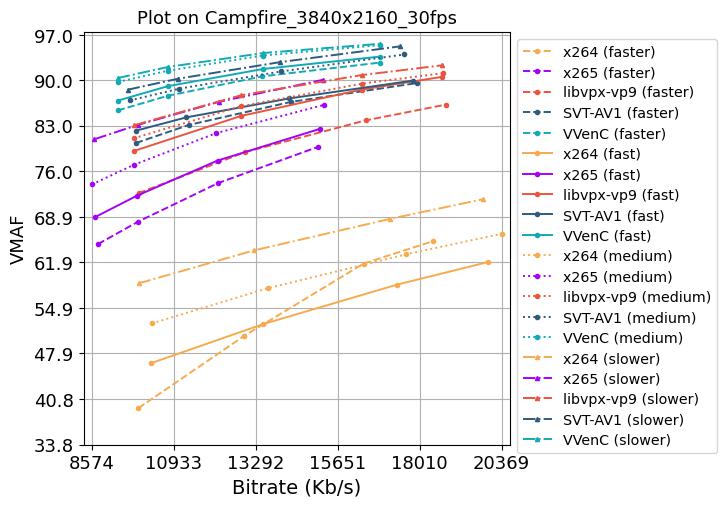 Plot on Campfire_3840x2160_30fps
VMAF
97.0
90.0
83.0
76.0
68.9
61.9
54.9
47.9
40.8
33.8
8574 10933 13292 15651 18010 20369
Bitrate (Kb/s)
x264 (faster)
x265 (faster)
libvpx-vp9 (faster)
SVT-AV1 (faster)
VVenC (faster)
x264 (fast)
x265 (fast)
libvpx-vp9 (fast)
SVT-AV1 (fast)
VVenC (fast)
x264 (medium)
x265 (medium)
libvpx-vp9 (medium)
SVT-AV1 (medium)
VVenC (medium)
x264 (slower)
x265 (slower)
libvpx-vp9 (slower)
SVT-AV1 (slower)
VVenC (slower)